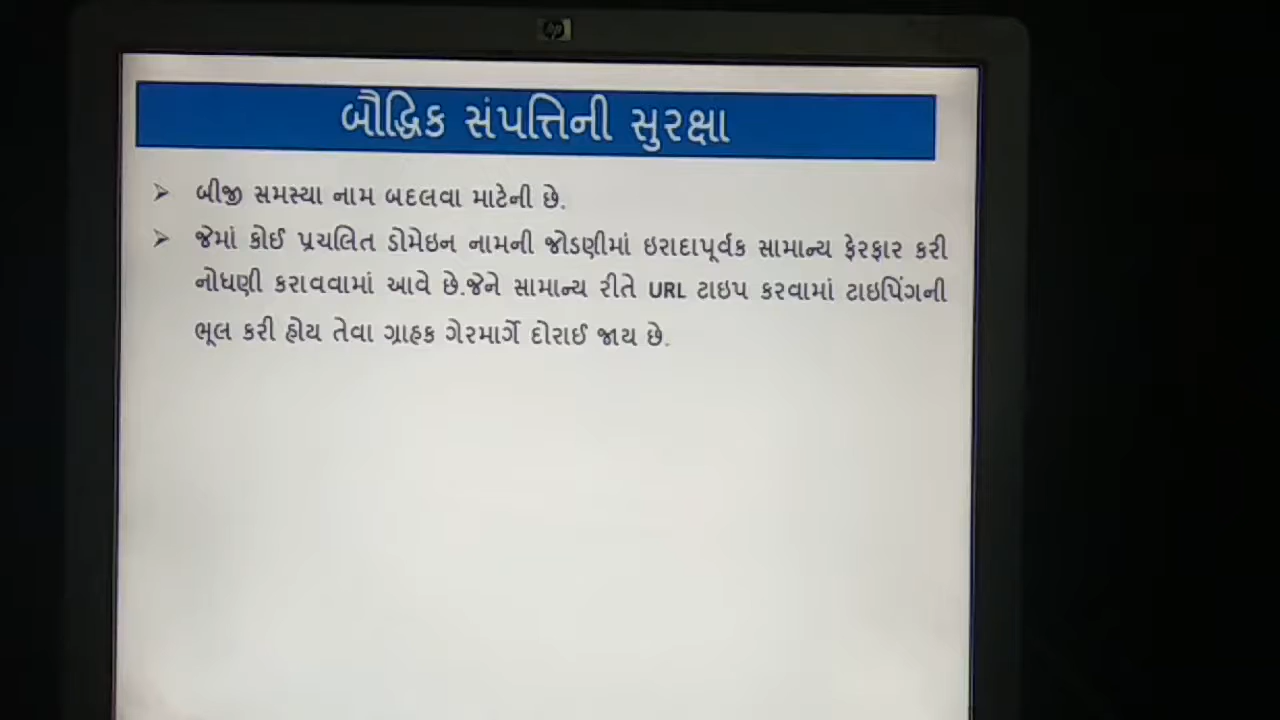 hp
બૌદ્ધિક સંપત્તિની સુરક્ષા
➢ બીજી સમસ્યા નામ બદલવા માટેની છે.
➢ જેમાં કોઈ પ્રચલિત ડોમેઇન નામની જોડણીમાં ઇરાદાપૂર્વક સામાન્ય ફેરફાર કરી
નોધણી કરાવવામાં આવે છે.જેને સામાન્ય રીતે URL ટાઇપ કરવામાં ટાઇપિંગની
ભૂલ કરી હોય તેવા ગ્રાહક ગેરમાર્ગે દોરાઈ જાય છે.